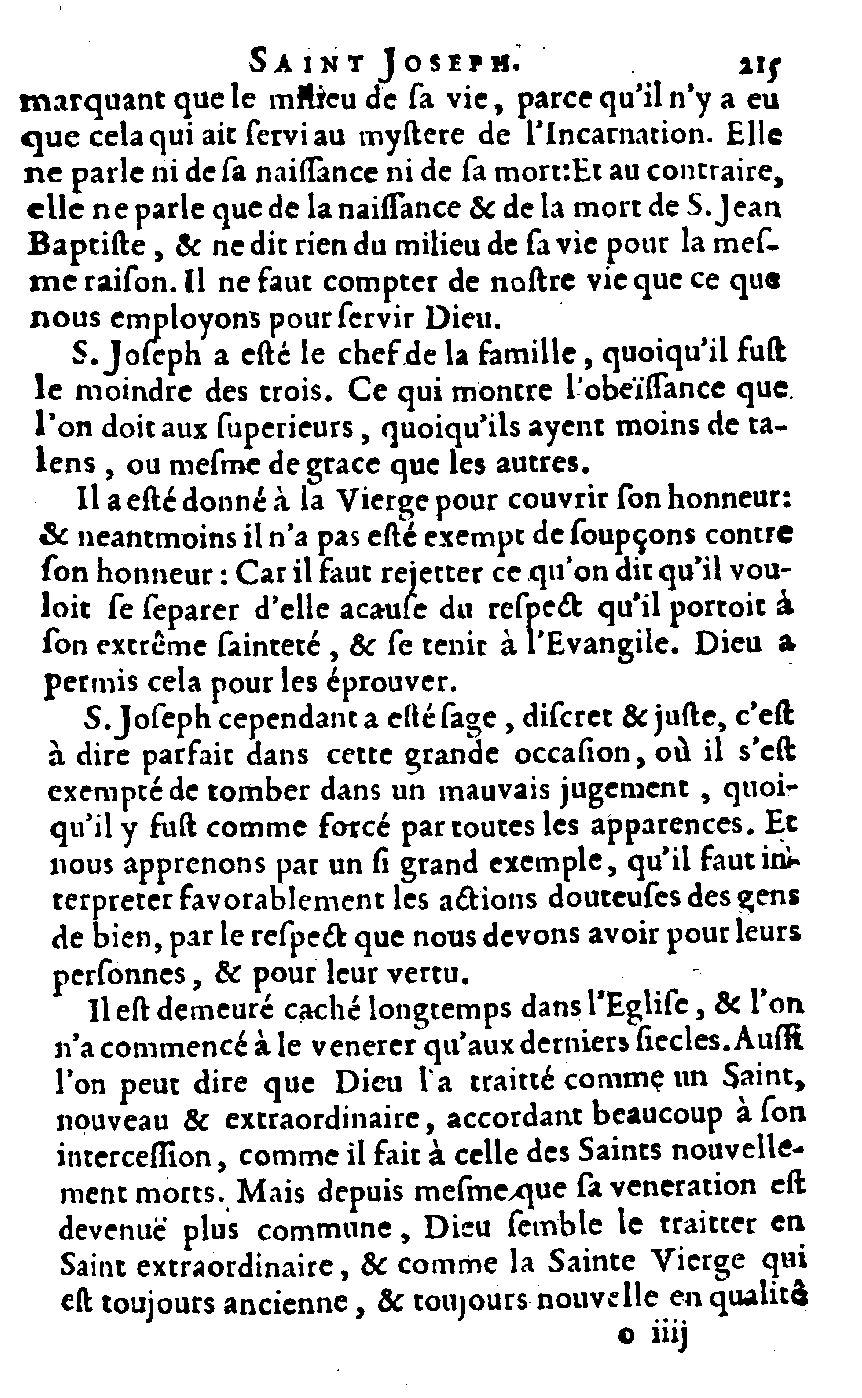 SAINT JOSEPH. 215
marquant que le milieu de ſa vie, parce qu'il n'y a eu
que cela qui ait ſervi au myſtere de l'Incarnation. Elle
ne parle ni de ſa naiſſance ni de ſa mort: Et au contraire,
elle ne parle que de la naiſſance & de la mort de S. Jean
Baptiſte, & ne dit rien du milieu de ſa vie pour la meſ-
me raiſon. Il ne faut compter de noſtre vie que ce que
nous employons pour ſervir Dieu.
S. Joſeph a eſté le chef de la famille, quoiqu'il fuſt
le moindre des trois. Ce qui montre l'obeïſſance que
l'on doit aux ſuperieurs, quoiqu'ils ayent moins de ta-
lens, ou meſme de grace que les autres.
Il a eſté donné à la Vierge pour couvrir ſon honneur:
& neantmoins il n'a pas eſté exempt de ſoupçons contre
ſon honneur: Car il faut rejetter ce qu'on dit qu'il vou-
loit ſe ſeparer d'elle acauſe du reſpect qu'il portoit à
ſon extrême ſainteté, & ſe tenir à l'Evangile. Dieu a
permis cela pour les éprouver.
S. Joſeph cependant a eſté ſage, diſcret & juſte, c'eſt
à dire parfait dans cette grande occaſion, où il s'eſt
exempté de tomber dans un mauvais jugement, quoi-
qu'il y fuſt comme forcé par toutes les apparences. Et
nous apprenons par un ſi grand exemple, qu'il faut in-
terpreter favorablement les actions douteuſes des gens
de bien, par le reſpect que nous devons avoir pour leurs
perſonnes, & pour leur vertu.
Il eſt demeuré caché longtemps dans l'Egliſe, & l'on
n'a commencé à le venerer qu'aux derniers ſiecles. Auſſi
l'on peut dire que Dieu l'a traitté comme un Saint,
nouveau & extraordinaire, accordant beaucoup à ſon
interceſſion, comme il fait à celle des Saints nouvelle-
ment morts. Mais depuis meſme que ſa veneration eſt
devenuë plus commune, Dieu ſemble le traitter en
Saint extraordinaire, & comme la Sainte Vierge qui
eſt toujours ancienne, & toujours nouvelle en qualité
o iiij